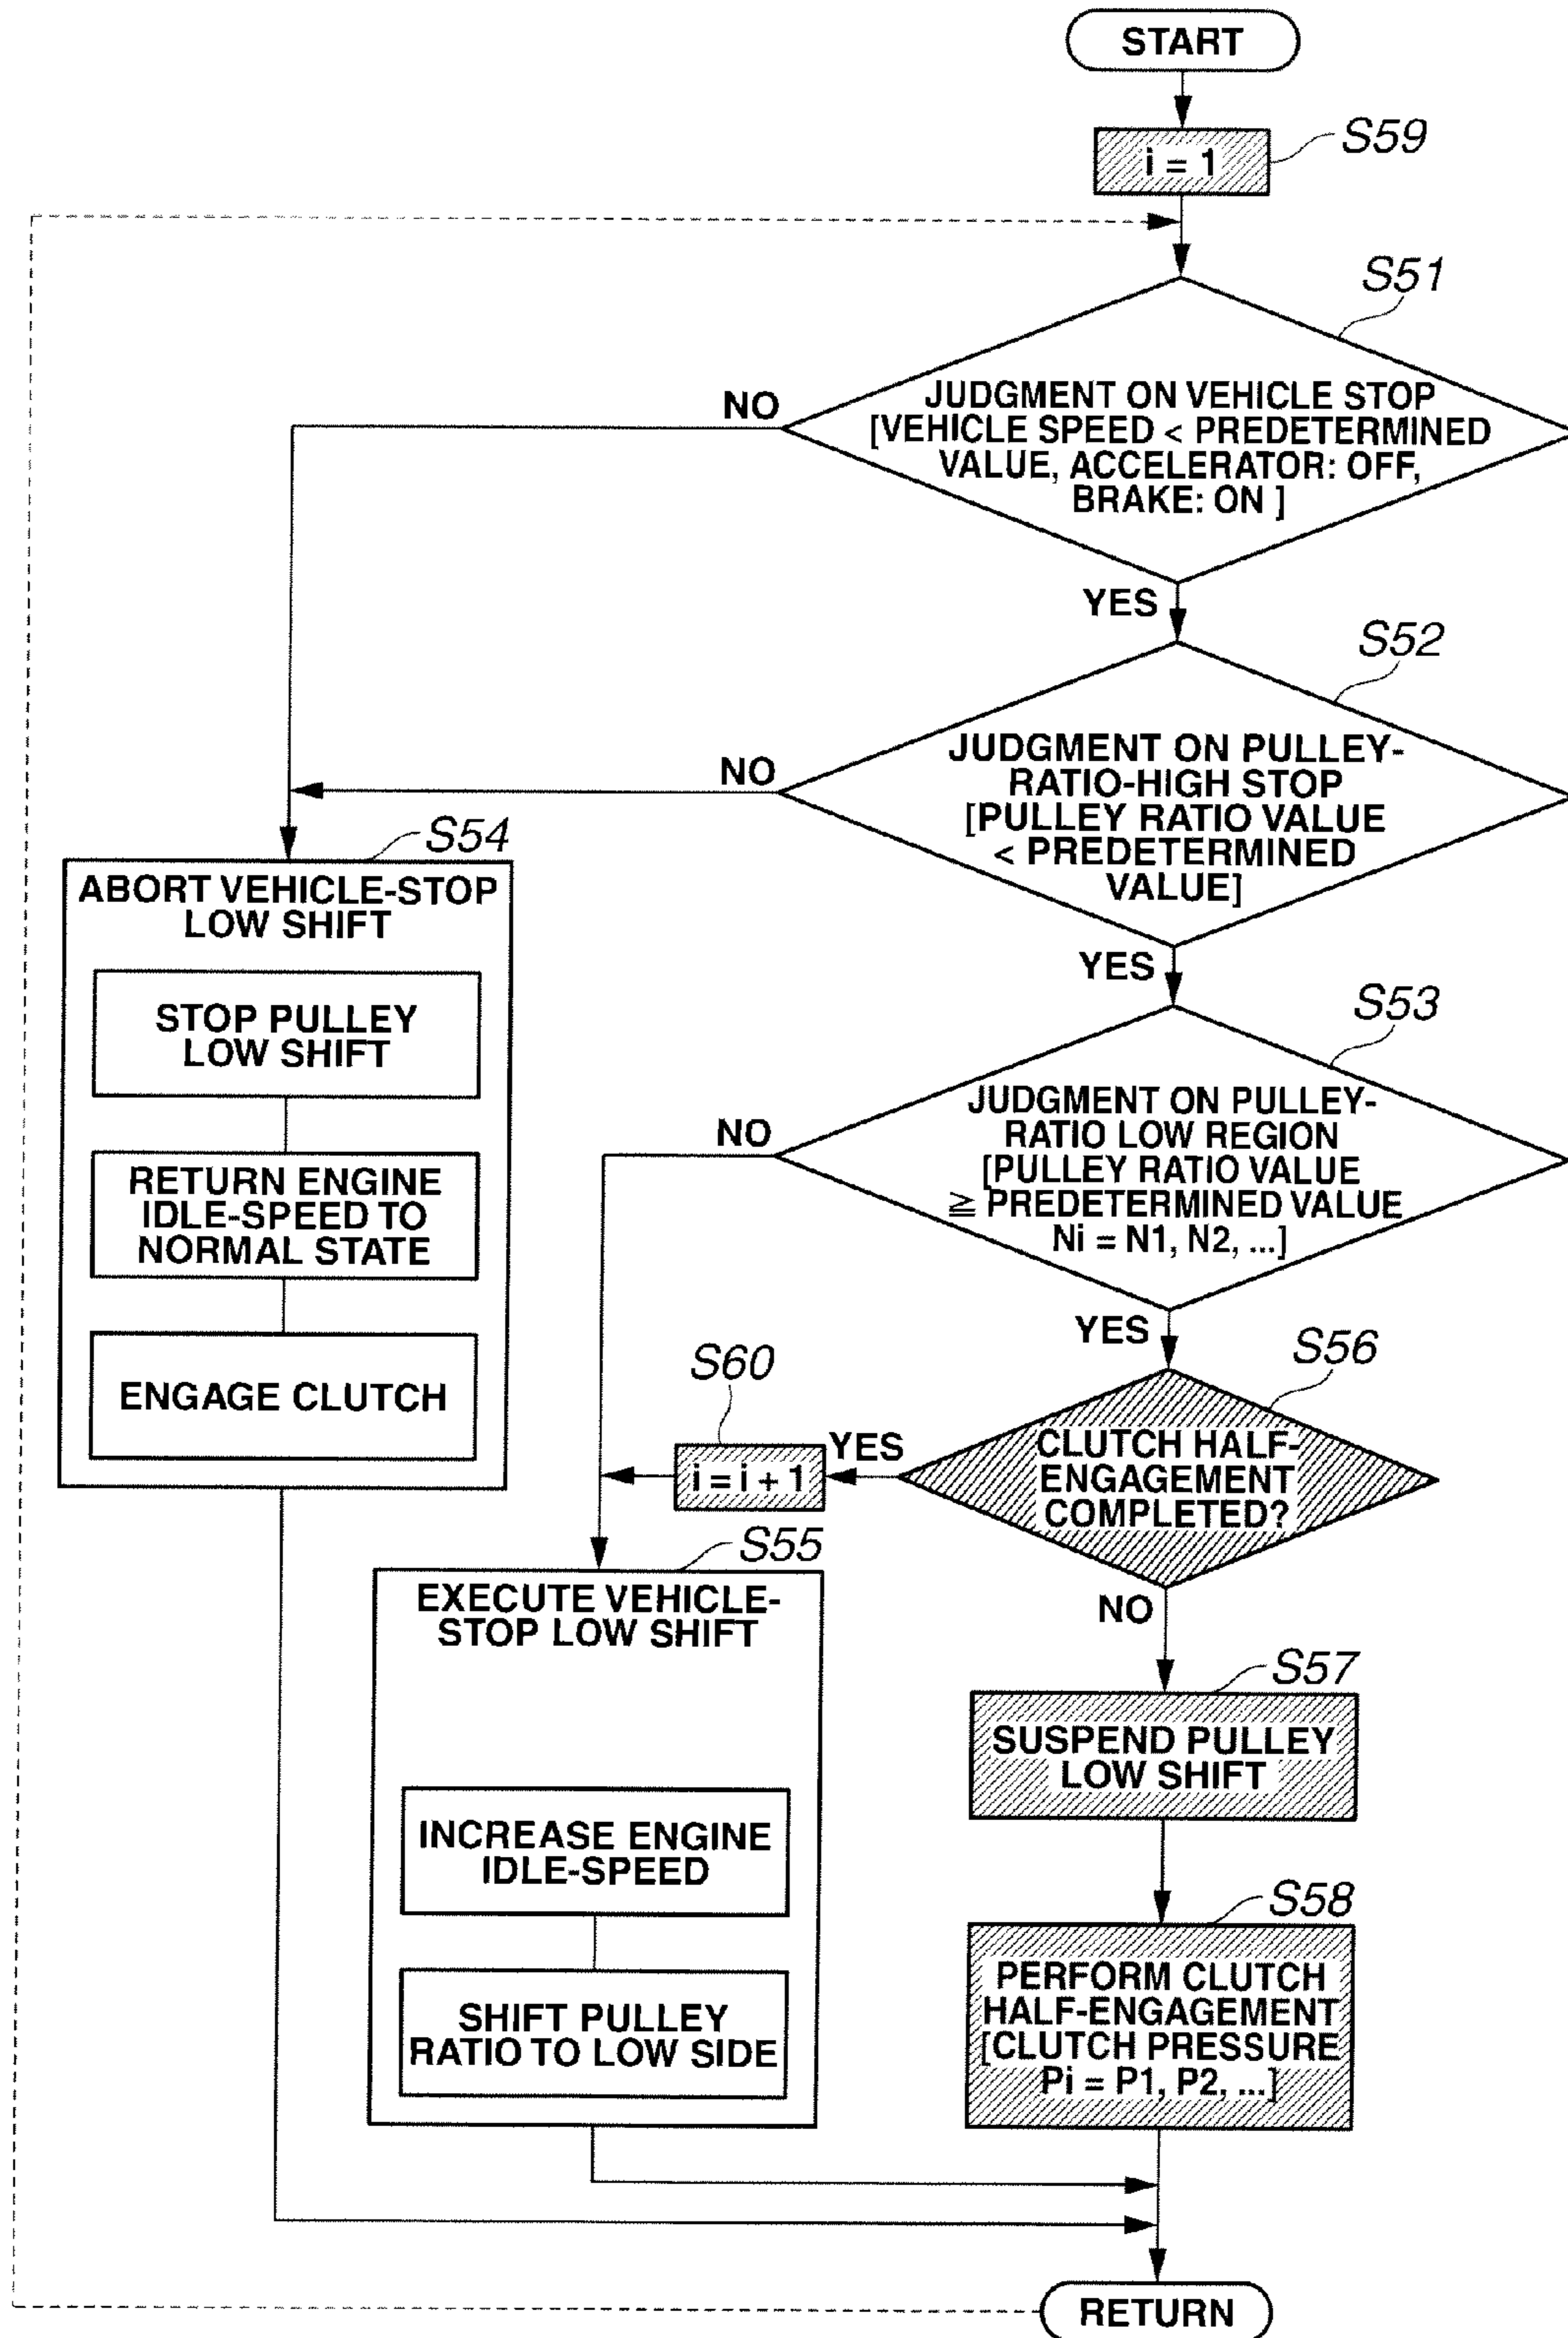 START
S59
i = 1
S51
NO
JUDGMENT ON VEHICLE STOP
[VEHICLE SPEED < PREDETERMINED
VALUE, ACCELERATOR: OFF,
BRAKE: ON ]
YES
S52
NO
JUDGMENT ON PULLEY-
RATIO-HIGH STOP
[PULLEY RATIO VALUE
< PREDETERMINED
VALUE]
YES
S54
ABORT VEHICLE-STOP
LOW SHIFT
STOP PULLEY
LOW SHIFT
RETURN ENGINE
IDLE-SPEED TO
NORMAL STATE
ENGAGE CLUTCH
S53
NO
JUDGMENT ON PULLEY-
RATIO LOW REGION
[PULLEY RATIO VALUE
≧ PREDETERMINED VALUE
Ni = N1, N2, ...]
YES
S56
CLUTCH HALF-
ENGAGEMENT
COMPLETED?
YES
S60
i = i + 1
NO
S55
EXECUTE VEHICLE-
STOP LOW SHIFT
INCREASE ENGINE
IDLE-SPEED
SHIFT PULLEY
RATIO TO LOW SIDE
S57
SUSPEND PULLEY
LOW SHIFT
S58
PERFORM CLUTCH
HALF-ENGAGEMENT
[CLUTCH PRESSURE
Pi = P1, P2, ...]
RETURN